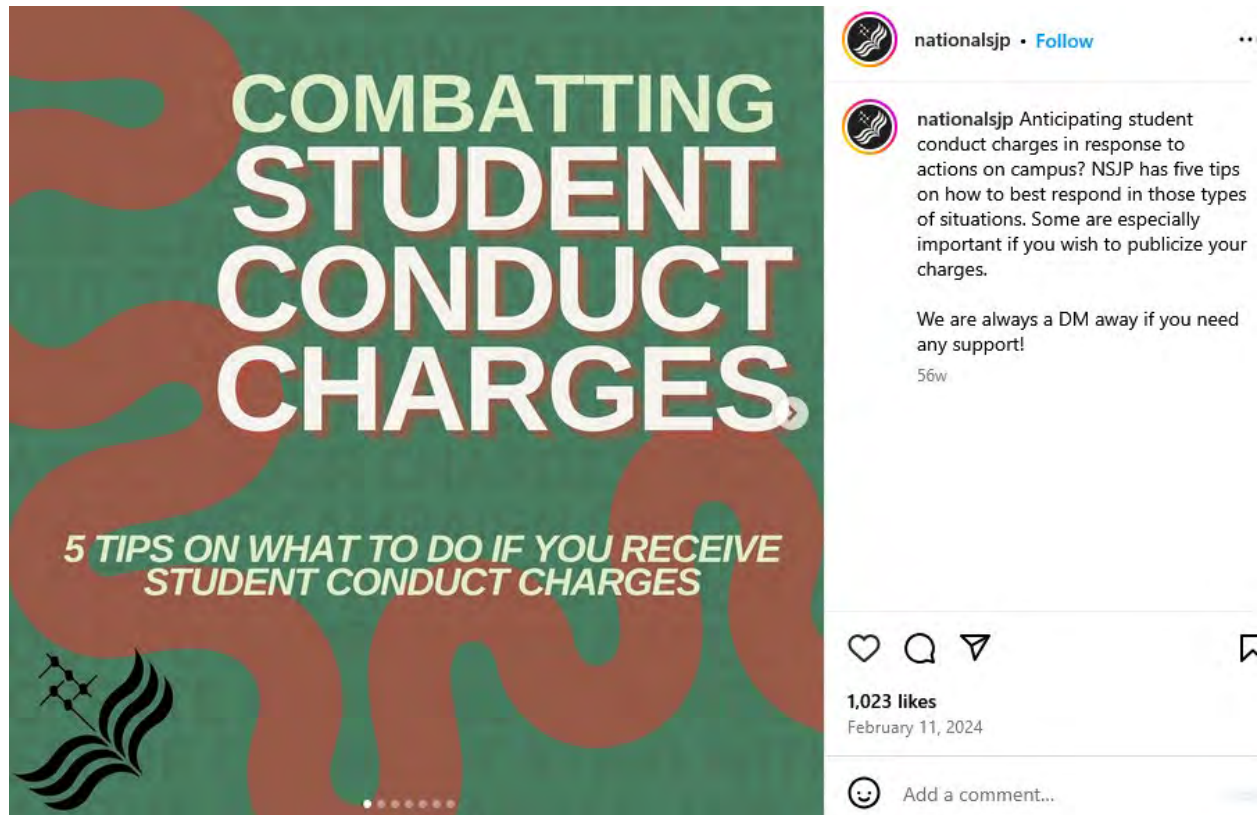 COMBATTING
STUDENT
CONDUCT
CHARGES
5 TIPS ON WHAT TO DO IF YOU RECEIVE
STUDENT CONDUCT CHARGES
nationalsjp • Follow
nationalsjp Anticipating student
conduct charges in response to
actions on campus? NSJP has five tips
on how to best respond in those types
of situations. Some are especially
important if you wish to publicize your
charges.
We are always a DM away if you need
any support!
56w
1,023 likes
February 11, 2024
Add a comment...